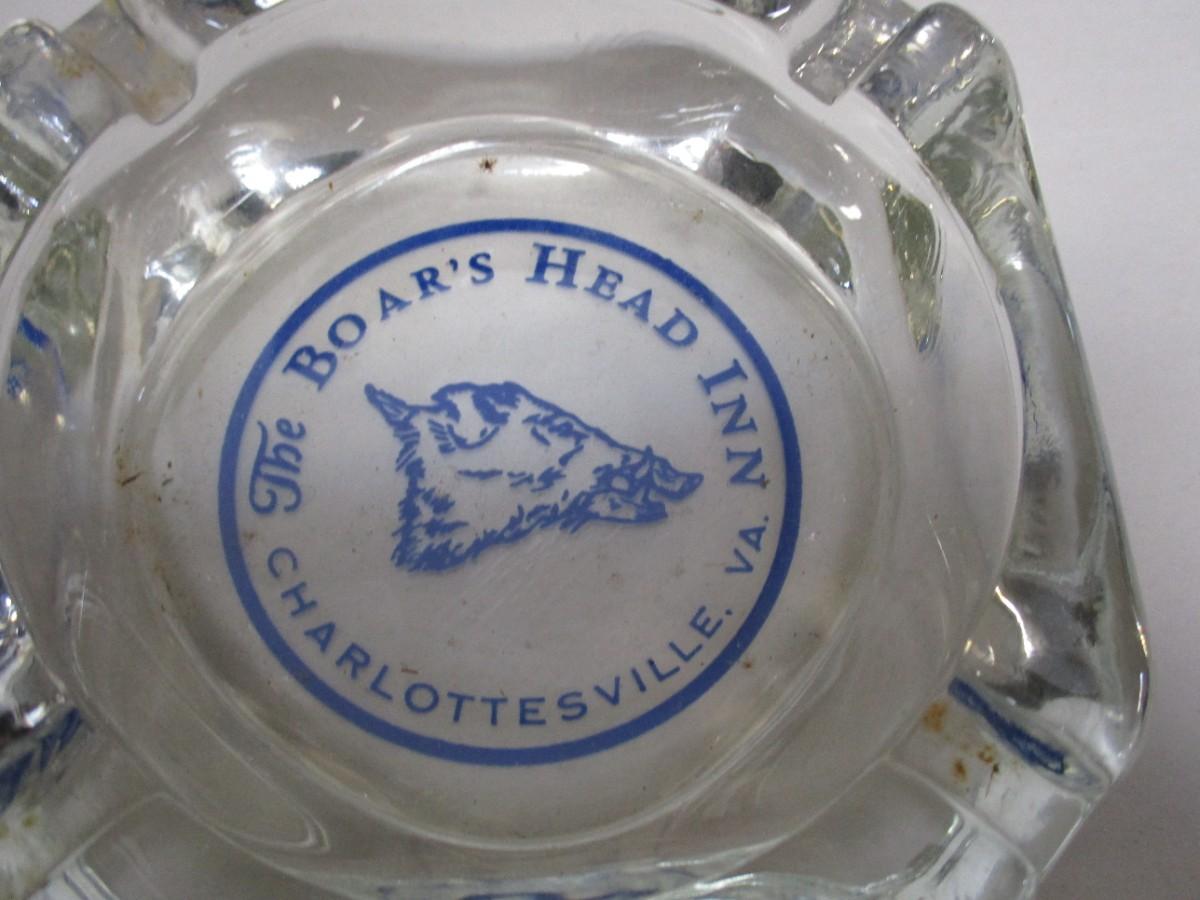 The BOAR'S HEAD INN
CHARLOTTESVILLE. VA.